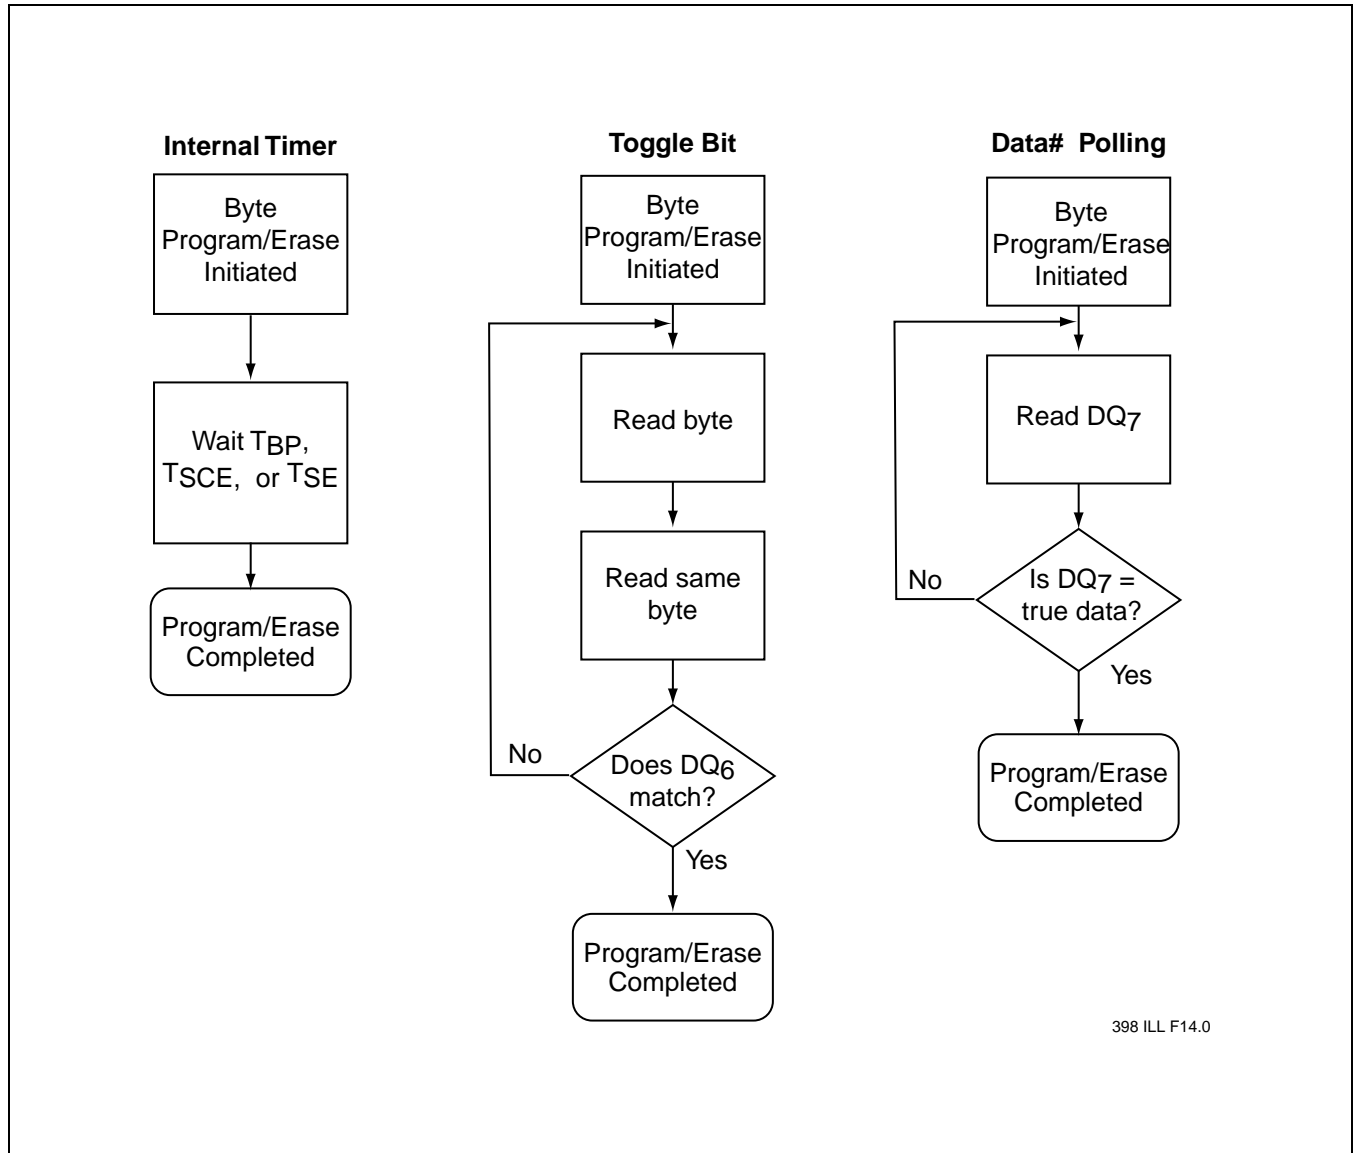 Internal Timer
Byte
Program/Erase
Initiated
Wait TBP,
TSCE, or TSE
Program/Erase
Completed
Toggle Bit
Byte
Program/Erase
Initiated
Read byte
Read same
byte
No
Does DQ6
match?
Yes
Program/Erase
Completed
Data# Polling
Byte
Program/Erase
Initiated
Read DQ7
No
Is DQ7 =
true data?
Yes
Program/Erase
Completed
398 ILL F14.0